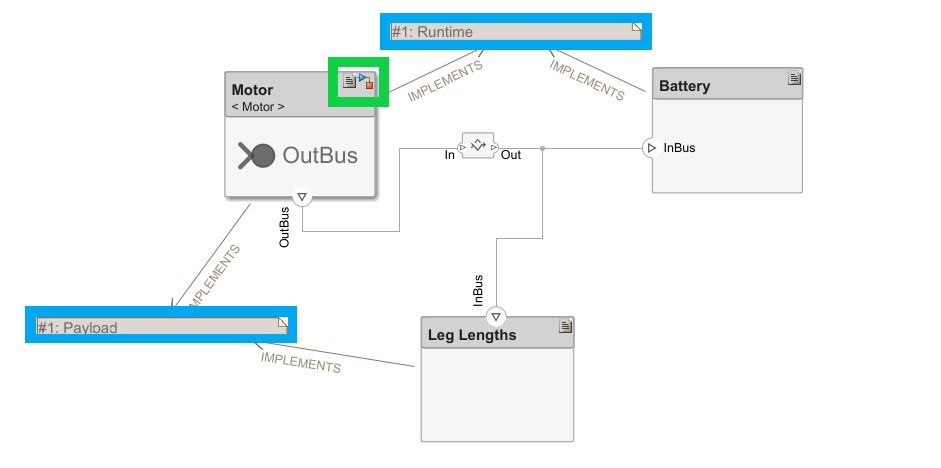 #1: Runtime
IMPLEMENTS
IMPLEMENTS
Motor
< Motor >
OutBus
Battery
In
Out
InBus
OutBus
IMPLEMENTS
InBus
#1: Payload
IMPLEMENTS
Leg Lengths